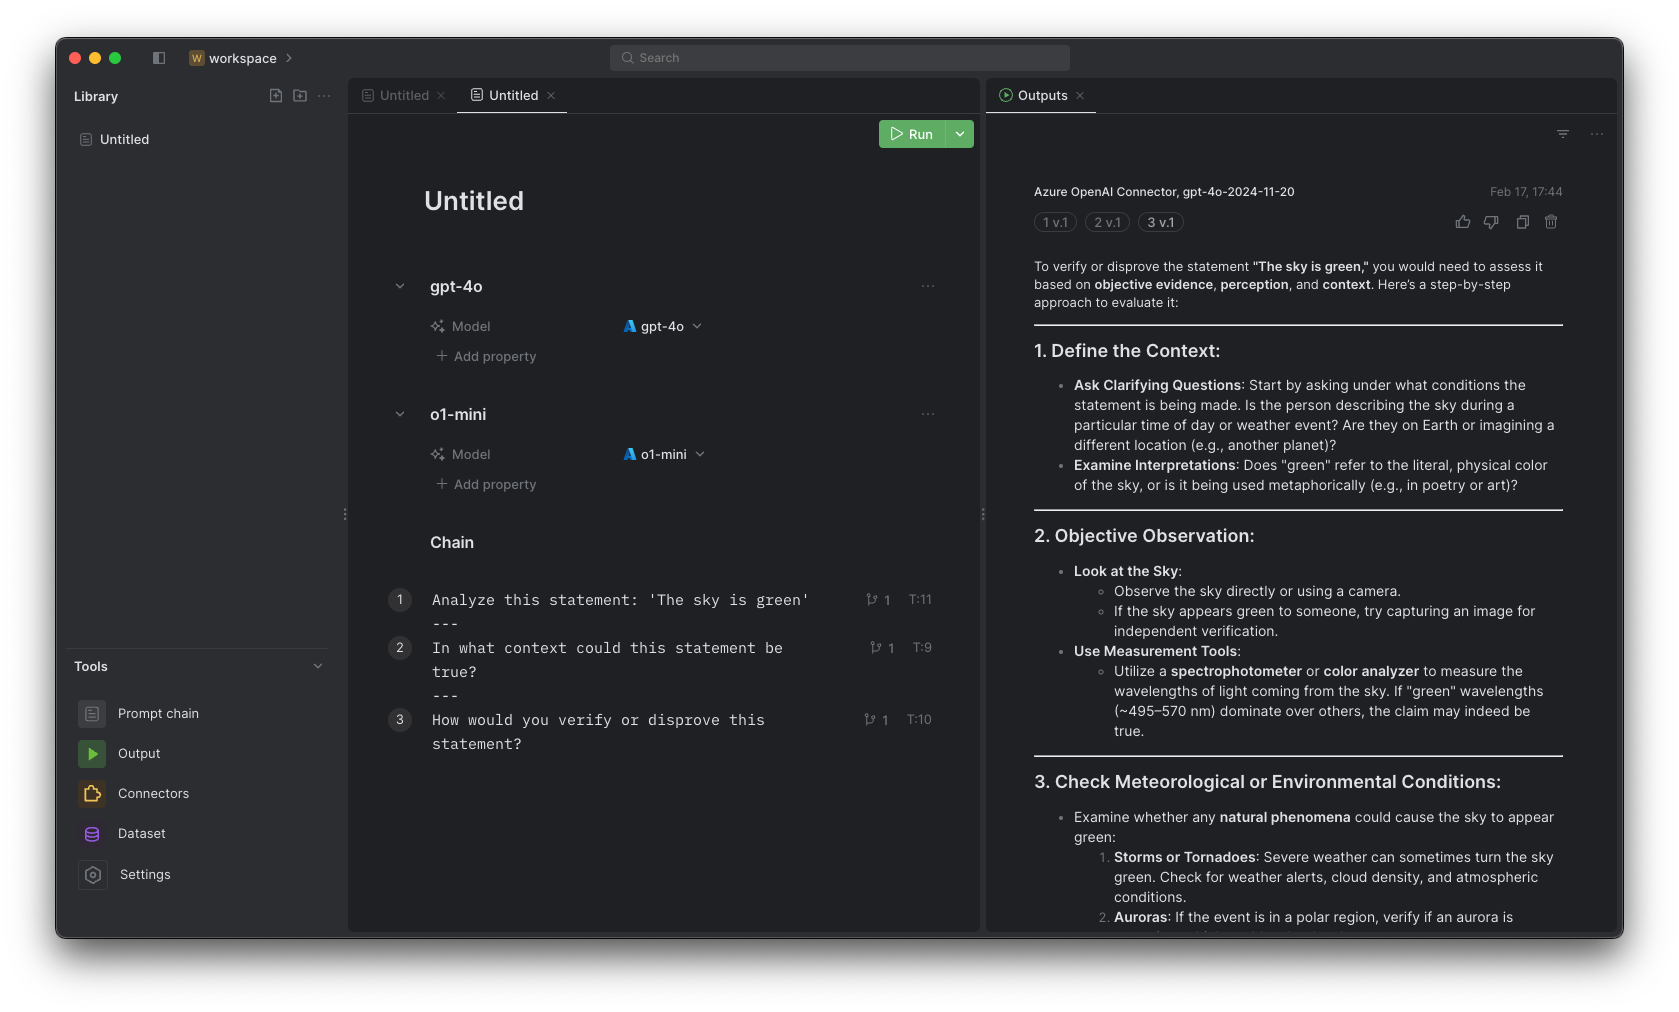 W workspace
Search
Library
Untitled
Tools
Prompt chain
Output
Connectors
Dataset
Settings
Untitled
Untitled
Run
Untitled
gpt-4o
Model
gpt-4o
+ Add property
o1-mini
Model
o1-mini
+ Add property
Chain
1 Analyze this statement: 'The sky is green' 1 T:11
---
2 In what context could this statement be 1 T:9
true?
---
3 How would you verify or disprove this 1 T:10
statement?
Outputs
Azure OpenAI Connector, gpt-4o-2024-11-20 Feb 17, 17:44
1 v.1 2 v.1 3 v.1
To verify or disprove the statement "The sky is green," you would need to assess it
based on objective evidence, perception, and context. Here's a step-by-step
approach to evaluate it:
1. Define the Context:
• Ask Clarifying Questions: Start by asking under what conditions the
statement is being made. Is the person describing the sky during a
particular time of day or weather event? Are they on Earth or imagining a
different location (e.g., another planet)?
• Examine Interpretations: Does "green" refer to the literal, physical color
of the sky, or is it being used metaphorically (e.g., in poetry or art)?
2. Objective Observation:
• Look at the Sky:
◦ Observe the sky directly or using a camera.
◦ If the sky appears green to someone, try capturing an image for
independent verification.
• Use Measurement Tools:
◦ Utilize a spectrophotometer or color analyzer to measure the
wavelengths of light coming from the sky. If "green" wavelengths
(~495–570 nm) dominate over others, the claim may indeed be
true.
3. Check Meteorological or Environmental Conditions:
• Examine whether any natural phenomena could cause the sky to appear
green:
1. Storms or Tornadoes: Severe weather can sometimes turn the sky
green. Check for weather alerts, cloud density, and atmospheric
conditions.
2. Auroras: If the event is in a polar region, verify if an aurora is